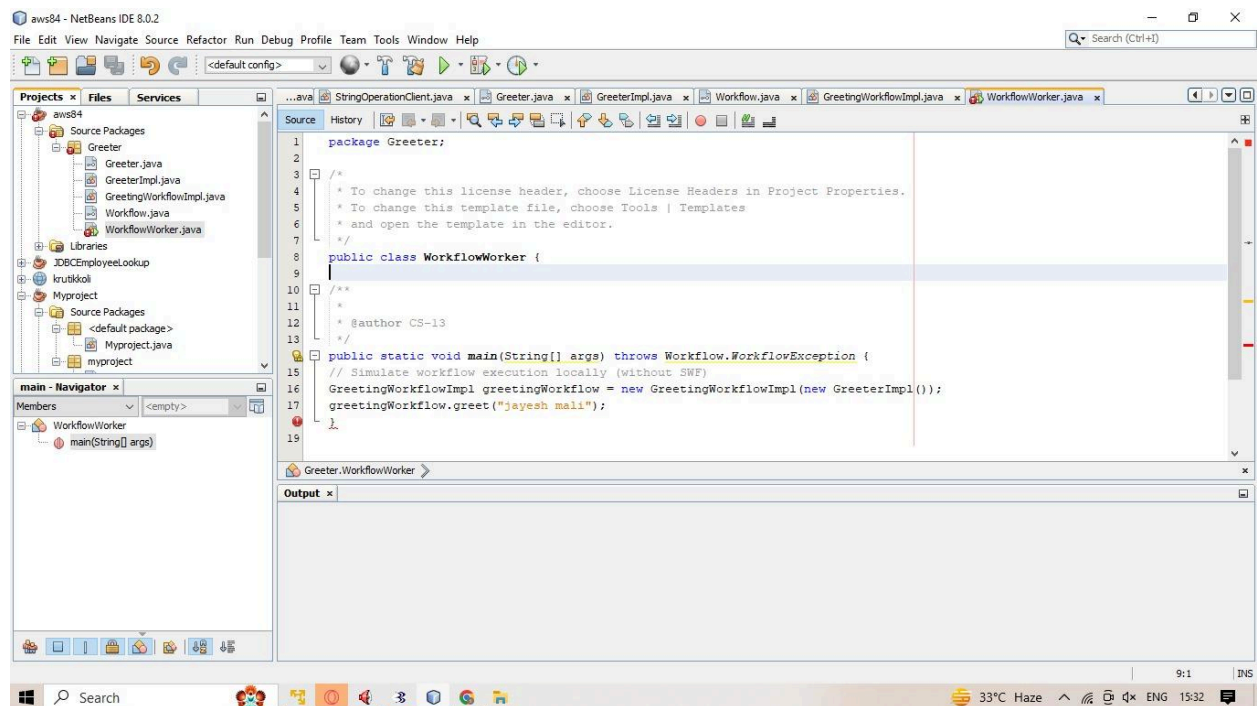 aws84 - NetBeans IDE 8.0.2
File Edit View Navigate Source Refactor Run Debug Profile Team Tools Window Help
Search (Ctrl+I)
<default config>
Projects Files Services
...ava StringOperationClient.java Greeter.java GreeterImpl.java Workflow.java GreetingWorkflowImpl.java WorkflowWorker.java
aws84
Source Packages
Greeter
Greeter.java
GreeterImpl.java
GreetingWorkflowImpl.java
Workflow.java
WorkflowWorker.java
Libraries
JDBCEmployeeLookup
krutikkoli
Myproject
Source Packages
<default package>
Myproject.java
myproject
Source History
1 package Greeter;
2
3 /*
4 * To change this license header, choose License Headers in Project Properties.
5 * To change this template file, choose Tools | Templates
6 * and open the template in the editor.
7 */
8 public class WorkflowWorker {
9
10 /**
11 *
12 * @author CS-13
13 */
public static void main(String[] args) throws Workflow.WorkflowException {
15 // Simulate workflow execution locally (without SWF)
16 GreetingWorkflowImpl greetingWorkflow = new GreetingWorkflowImpl(new GreeterImpl());
17 greetingWorkflow.greet("jayesh mali");
}
19
Greeter.WorkflowWorker
main - Navigator
Members <empty>
WorkflowWorker
main(String[] args)
Output
9:1 INS
Search
33°C Haze ENG 15:32